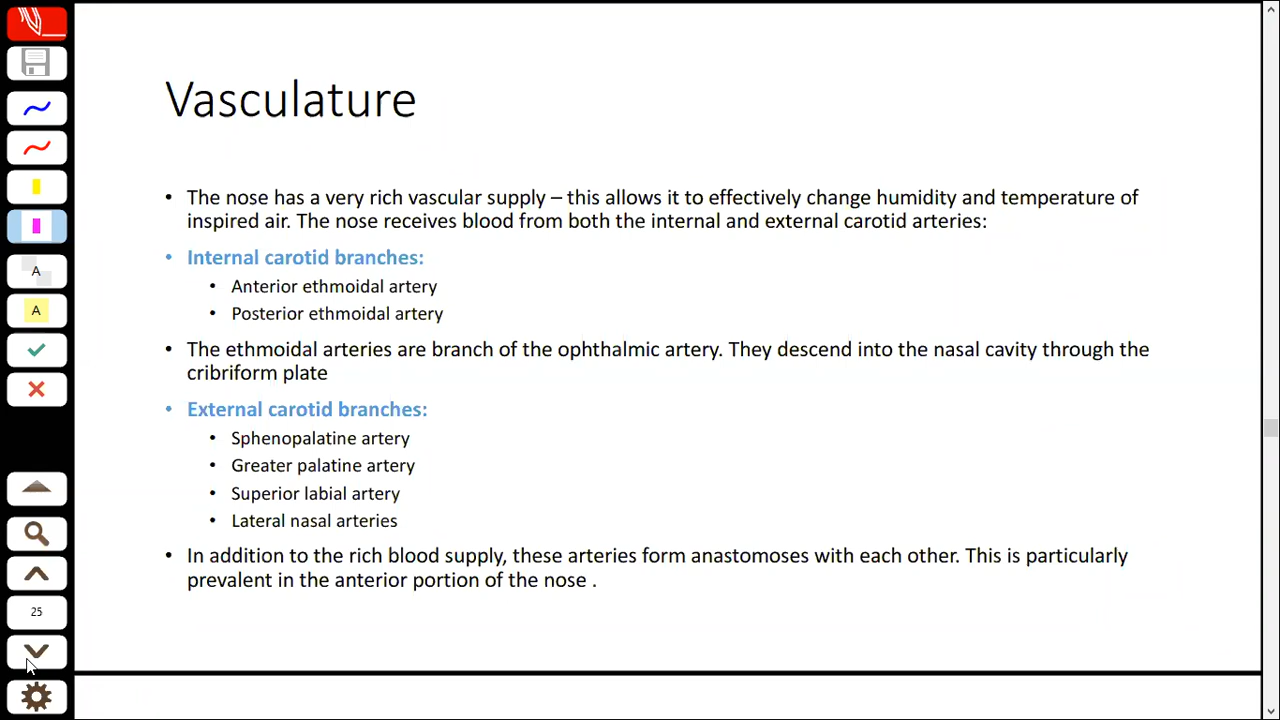 Vasculature
• The nose has a very rich vascular supply – this allows it to effectively change humidity and temperature of
inspired air. The nose receives blood from both the internal and external carotid arteries:
• Internal carotid branches:
• Anterior ethmoidal artery
• Posterior ethmoidal artery
• The ethmoidal arteries are branch of the ophthalmic artery. They descend into the nasal cavity through the
cribriform plate
• External carotid branches:
• Sphenopalatine artery
• Greater palatine artery
• Superior labial artery
• Lateral nasal arteries
• In addition to the rich blood supply, these arteries form anastomoses with each other. This is particularly
prevalent in the anterior portion of the nose .
A
A
25